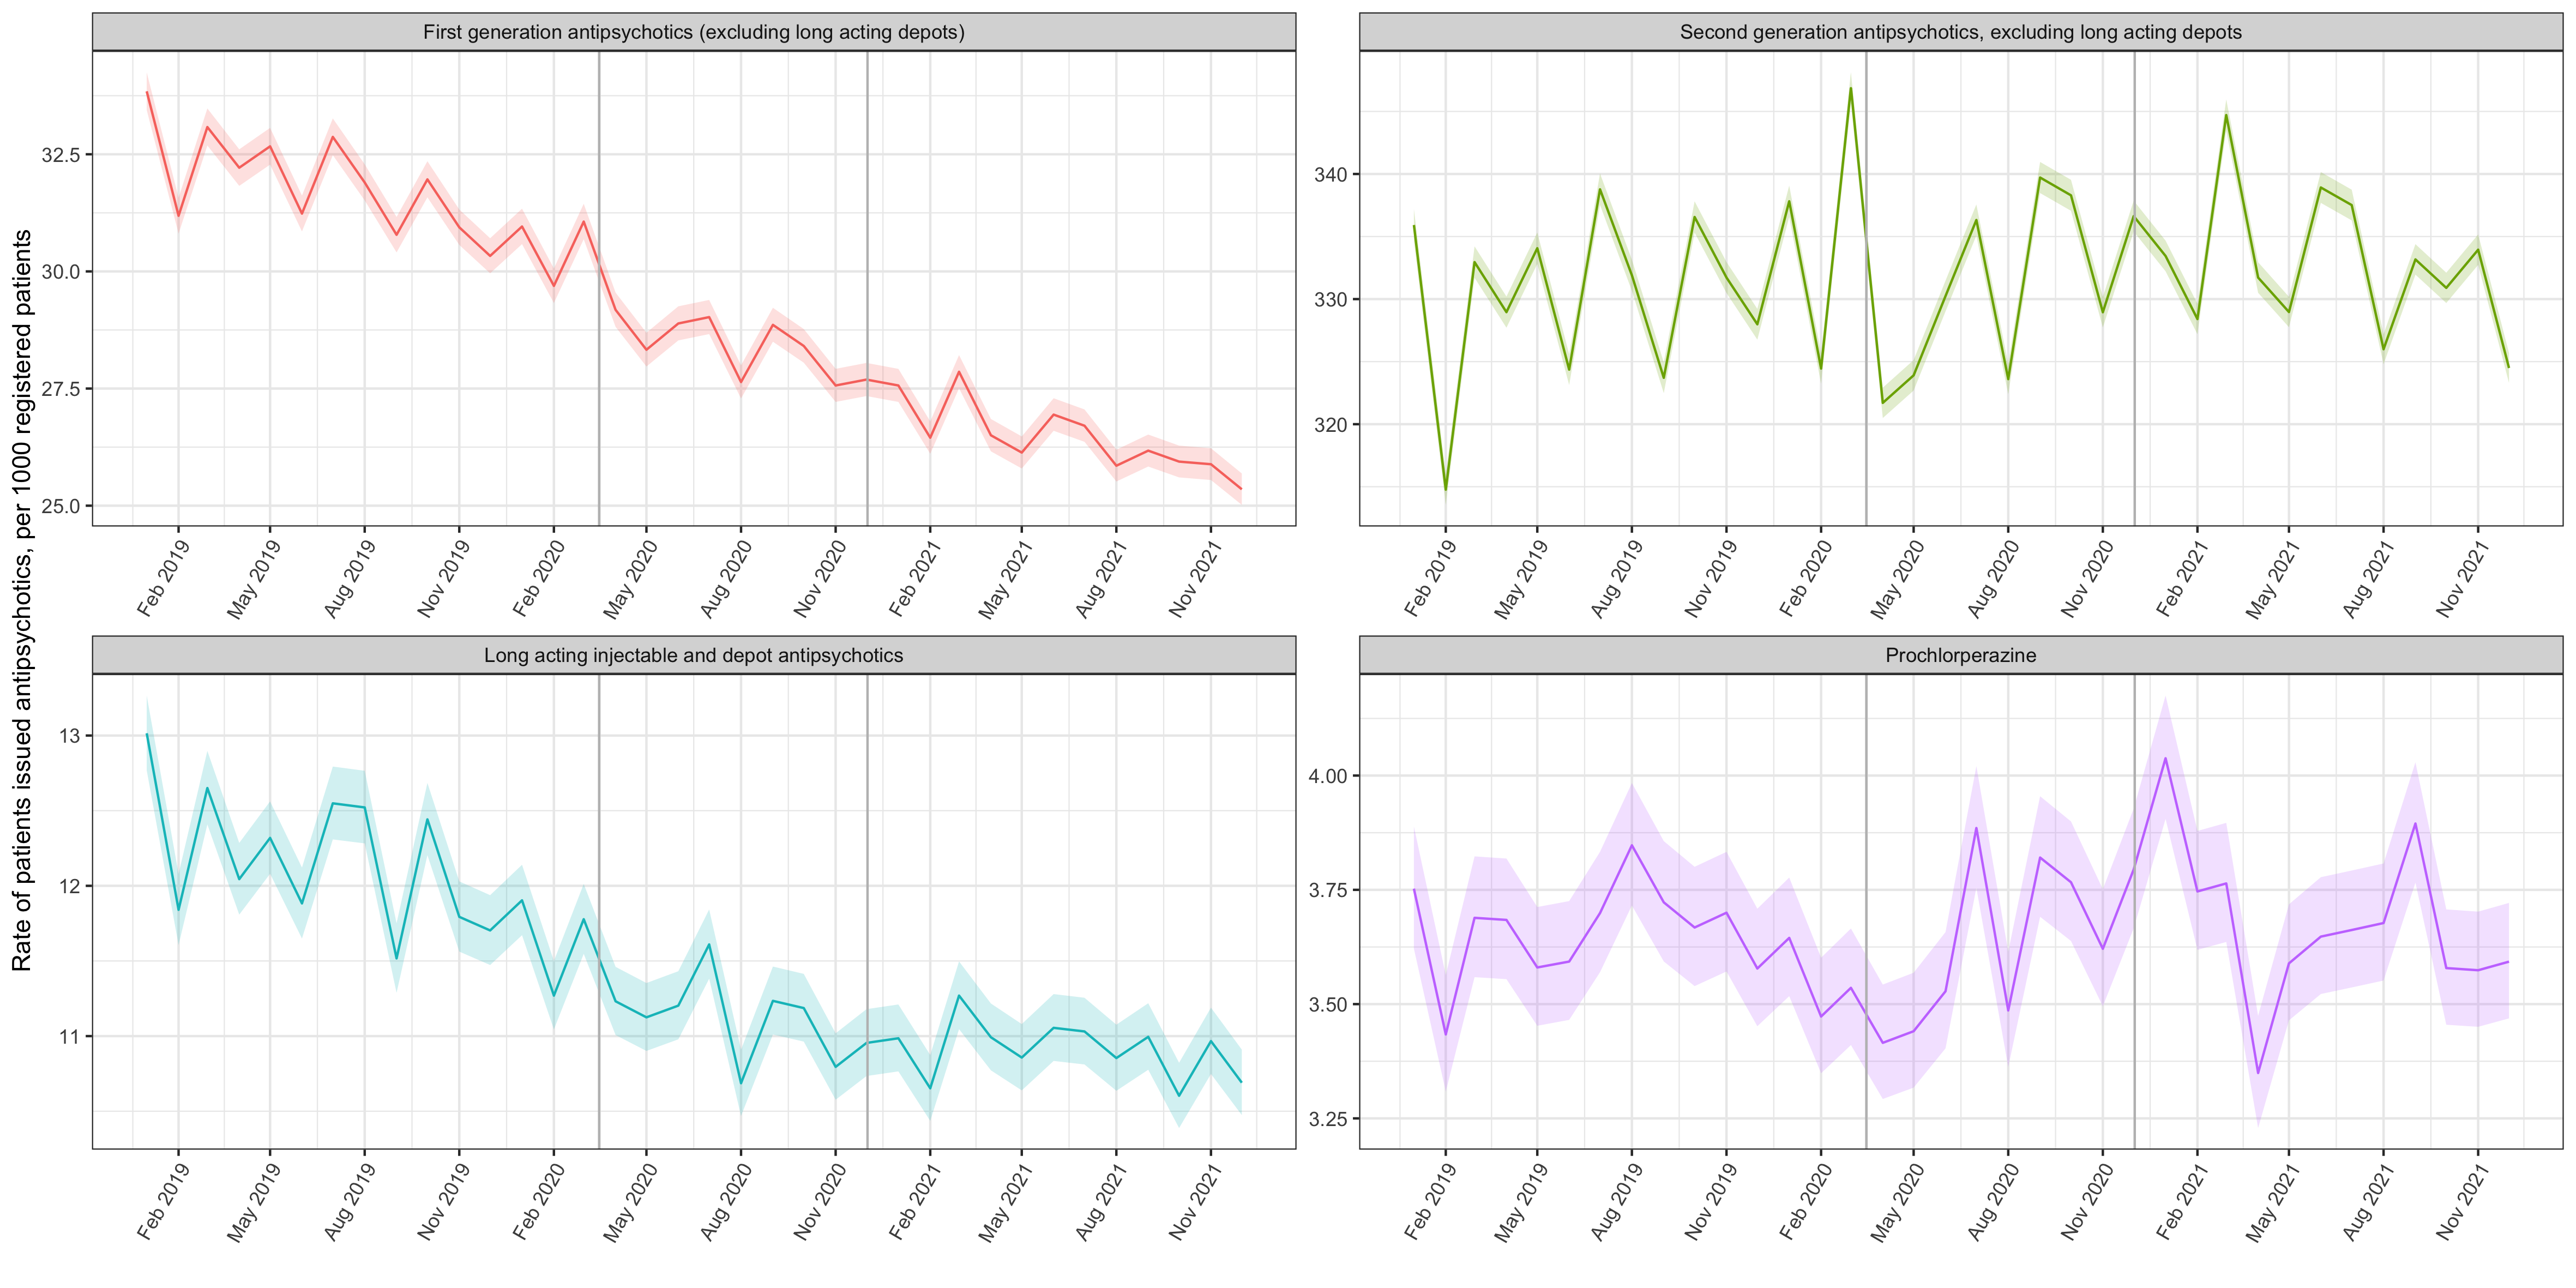 Rate of patients issued antipsychotics, per 1000 registered patients
First generation antipsychotics (excluding long acting depots)
32.5
30.0
27.5
25.0
Feb 2019
May 2019
Aug 2019
Nov 2019
Feb 2020
May 2020
Aug 2020
Nov 2020
Feb 2021
May 2021
Aug 2021
Nov 2021
Second generation antipsychotics, excluding long acting depots
340
330
320
Feb 2019
May 2019
Aug 2019
Nov 2019
Feb 2020
May 2020
Aug 2020
Nov 2020
Feb 2021
May 2021
Aug 2021
Nov 2021
Long acting injectable and depot antipsychotics
13
12
11
Feb 2019
May 2019
Aug 2019
Nov 2019
Feb 2020
May 2020
Aug 2020
Nov 2020
Feb 2021
May 2021
Aug 2021
Nov 2021
Prochlorperazine
4.00
3.75
3.50
3.25
Feb 2019
May 2019
Aug 2019
Nov 2019
Feb 2020
May 2020
Aug 2020
Nov 2020
Feb 2021
May 2021
Aug 2021
Nov 2021